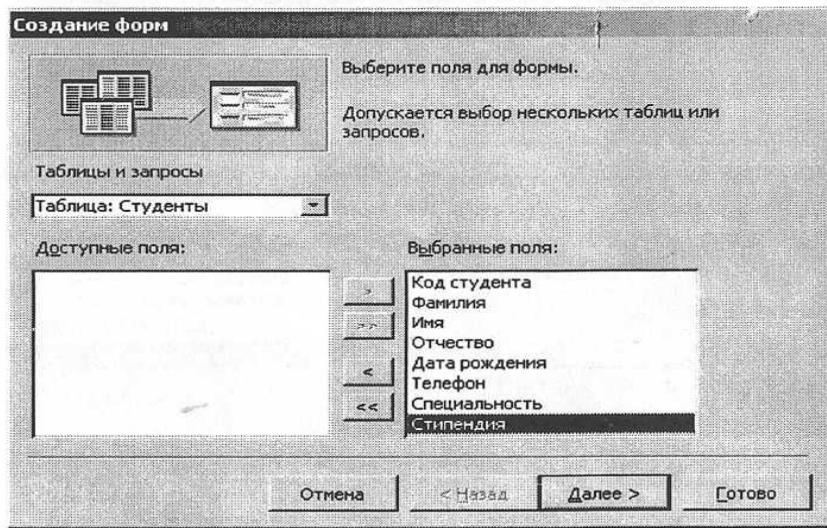 Создание форм
Выберите поля для формы.
Допускается выбор нескольких таблиц или
запросов.
Таблицы и запросы
Таблица: Студенты
Доступные поля:
Выбранные поля:
>
>>
<
<<
Код студента
Фамилия
Имя
Отчество
Дата рождения
Телефон
Специальность
Стипендия
Отмена
< Назад
Далее >
Готово